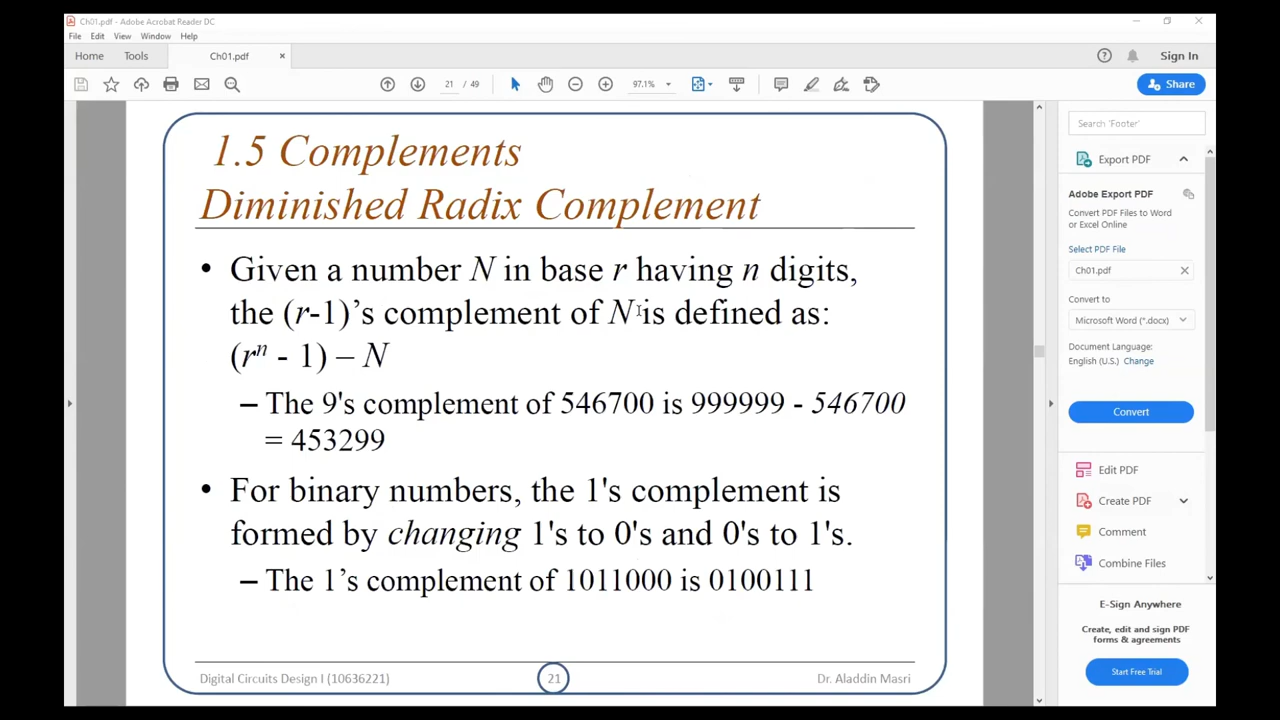 Ch01.pdf - Adobe Acrobat Reader DC
File Edit View Window Help
Home Tools Ch01.pdf × Sign In
21 / 49 97.1% Share
1.5 Complements
Diminished Radix Complement
• Given a number N in base r having n digits,
the (r-1)’s complement of N is defined as:
(rⁿ - 1) – N
– The 9's complement of 546700 is 999999 - 546700
= 453299
• For binary numbers, the 1's complement is
formed by changing 1's to 0's and 0's to 1's.
– The 1’s complement of 1011000 is 0100111
Digital Circuits Design I (10636221) 21 Dr. Aladdin Masri
Search 'Footer'
Export PDF
Adobe Export PDF
Convert PDF Files to Word
or Excel Online
Select PDF File
Ch01.pdf
Convert to
Microsoft Word (*.docx)
Document Language:
English (U.S.) Change
Convert
Edit PDF
Create PDF
Comment
Combine Files
E-Sign Anywhere
Create, edit and sign PDF
forms & agreements
Start Free Trial